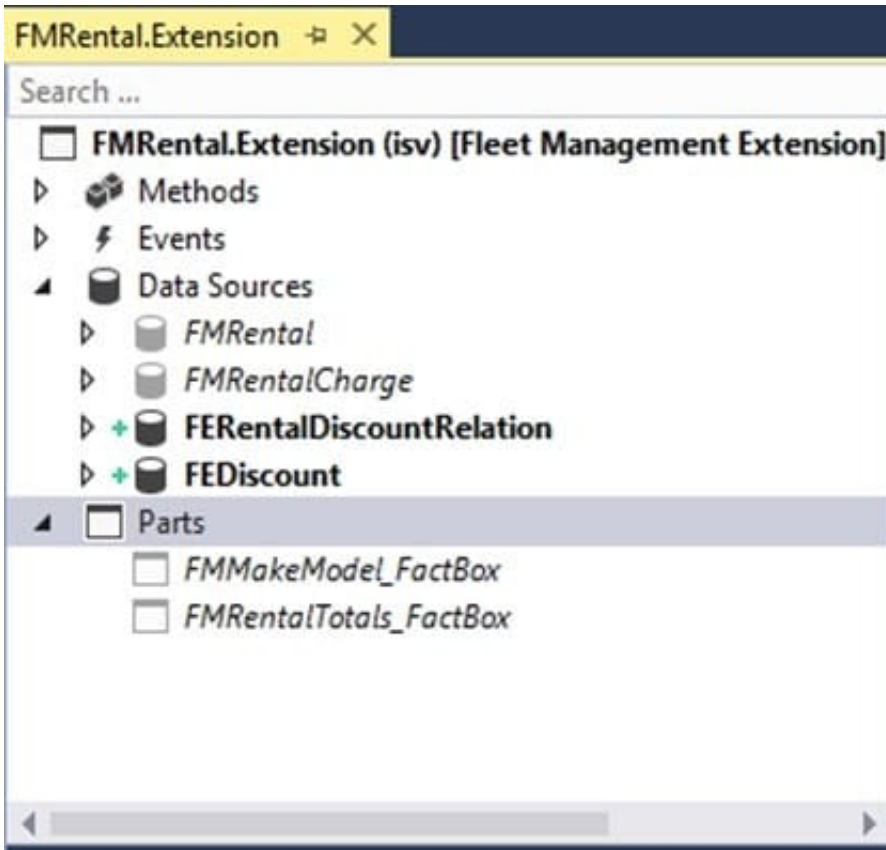 FMRental.Extension
Search ...
FMRental.Extension (isv) [Fleet Management Extension]
Methods
Events
Data Sources
FMRental
FMRentalCharge
FERentalDiscountRelation
FEDiscount
Parts
FMMakeModel_FactBox
FMRentalTotals_FactBox